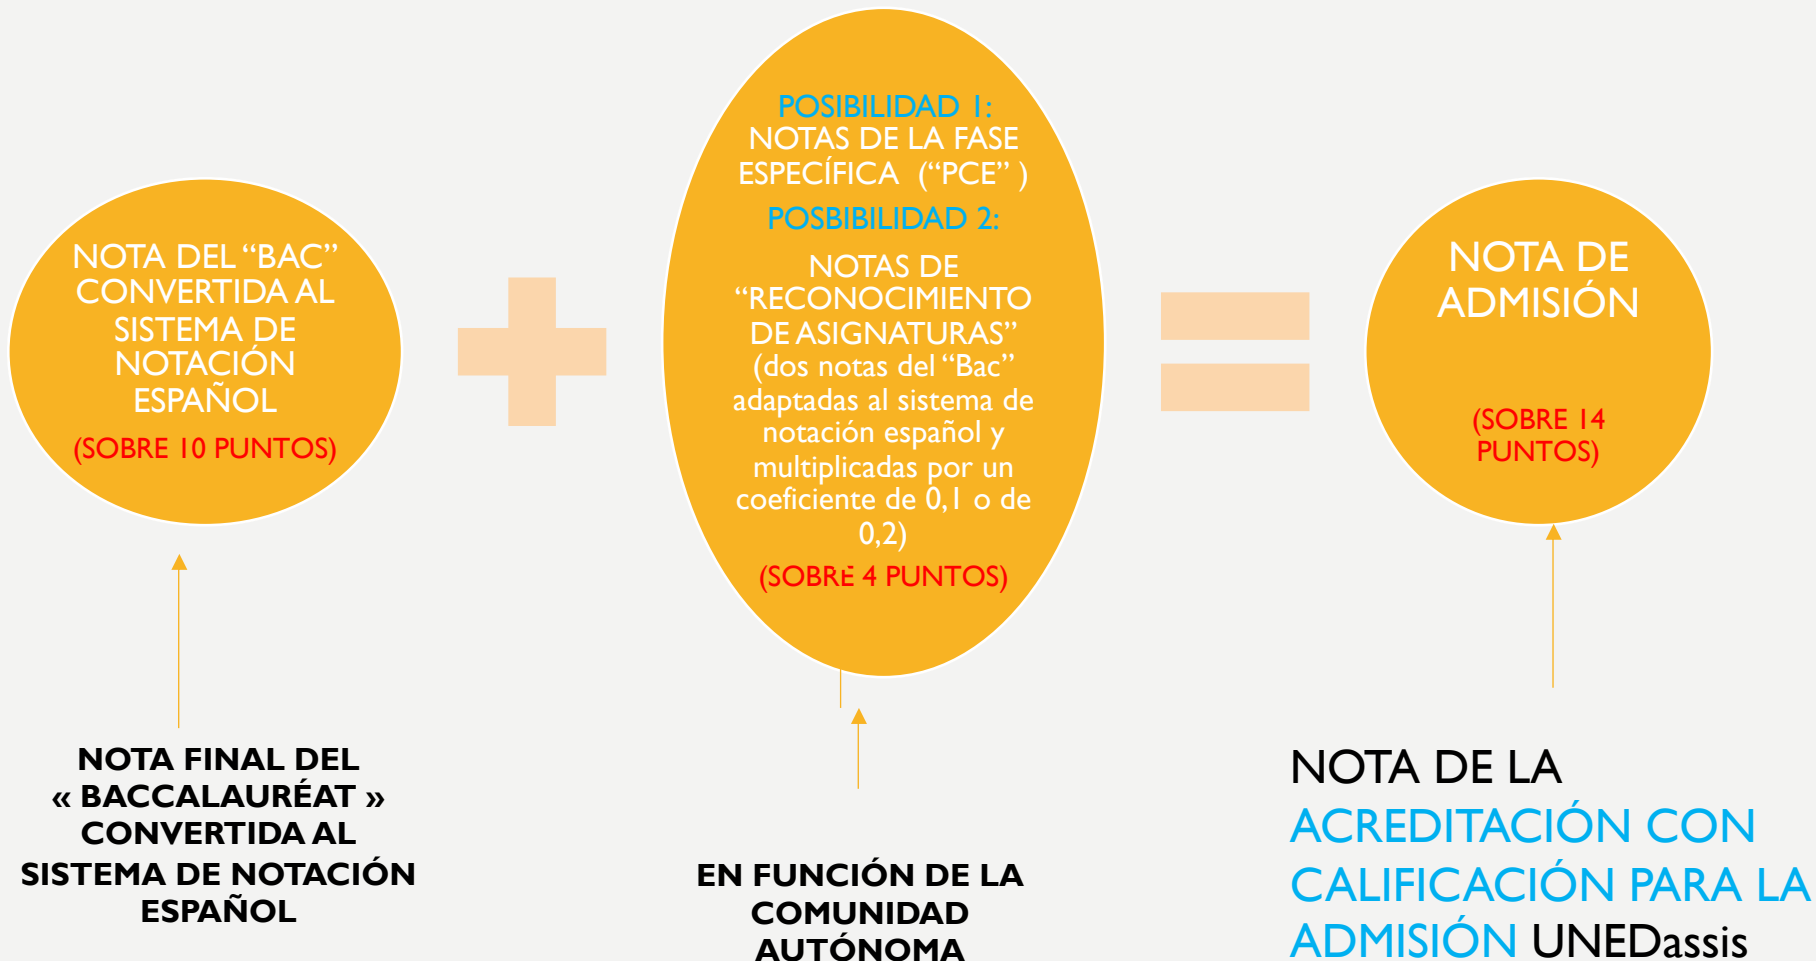 NOTA DEL “BAC”
CONVERTIDA AL
SISTEMA DE
NOTACIÓN
ESPAÑOL
(SOBRE 10 PUNTOS)
POSIBILIDAD 1:
NOTAS DE LA FASE
ESPECÍFICA (“PCE” )
POSBIBILIDAD 2:
NOTAS DE
“RECONOCIMIENTO
DE ASIGNATURAS”
(dos notas del “Bac”
adaptadas al sistema de
notación español y
multiplicadas por un
coeficiente de 0,1 o de
0,2)
(SOBRE 4 PUNTOS)
NOTA DE
ADMISIÓN
(SOBRE 14
PUNTOS)
NOTA FINAL DEL
« BACCALAURÉAT »
CONVERTIDA AL
SISTEMA DE NOTACIÓN
ESPAÑOL
EN FUNCIÓN DE LA
COMUNIDAD
AUTÓNOMA
NOTA DE LA
ACREDITACIÓN CON
CALIFICACIÓN PARA LA
ADMISIÓN UNEDassis